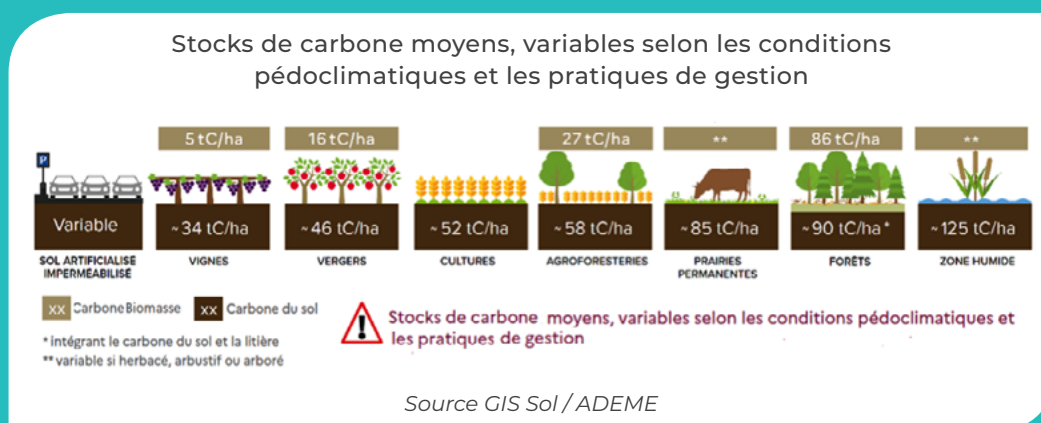 Stocks de carbone moyens, variables selon les conditions
pédoclimatiques et les pratiques de gestion
5 tC/ha
16 tC/ha
27 tC/ha
**
86 tC/ha
**
P
Variable
~ 34 tC/ha
~ 46 tC/ha
~ 52 tC/ha
~ 58 tC/ha
~ 85 tC/ha
~ 90 tC/ha*
~ 125 tC/ha
SOL ARTIFICIALISÉ
IMPERMÉABILISÉ
VIGNES
VERGERS
CULTURES
AGROFORESTERIES
PRAIRIES
PERMANENTES
FORÊTS
ZONE HUMIDE
xx Carbone Biomasse
xx Carbone du sol
* intégrant le carbone du sol et la litière
** variable si herbacé, arbustif ou arboré
! Stocks de carbone moyens, variables selon les conditions pédoclimatiques et
les pratiques de gestion
Source GIS Sol / ADEME